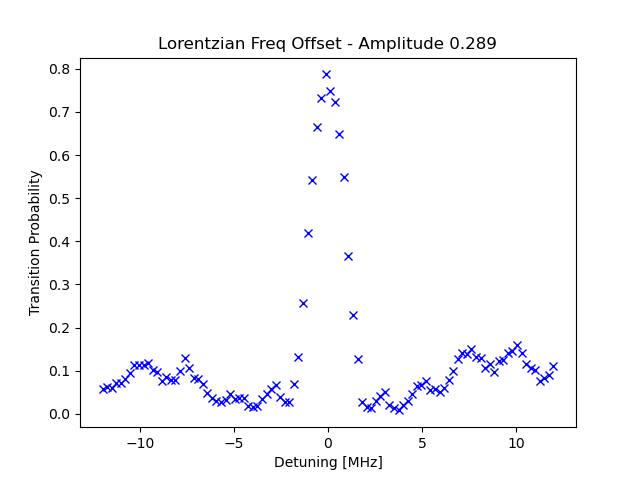 Lorentzian Freq Offset - Amplitude 0.289
0.8
0.7
0.6
0.5
0.4
0.3
0.2
0.1
0.0
Transition Probability
−10 −5 0 5 10
Detuning [MHz]